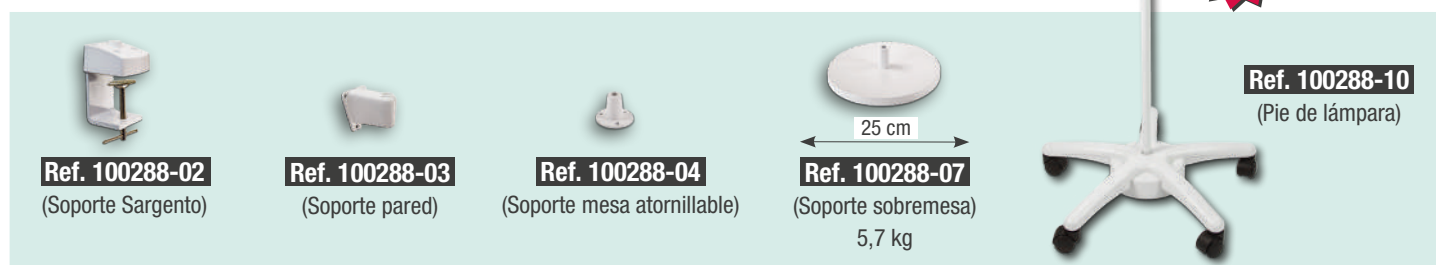 Ref. 100288-02
(Soporte Sargento)
Ref. 100288-03
(Soporte pared)
Ref. 100288-04
(Soporte mesa atornillable)
25 cm
Ref. 100288-07
(Soporte sobremesa)
5,7 kg
Ref. 100288-10
(Pie de lámpara)